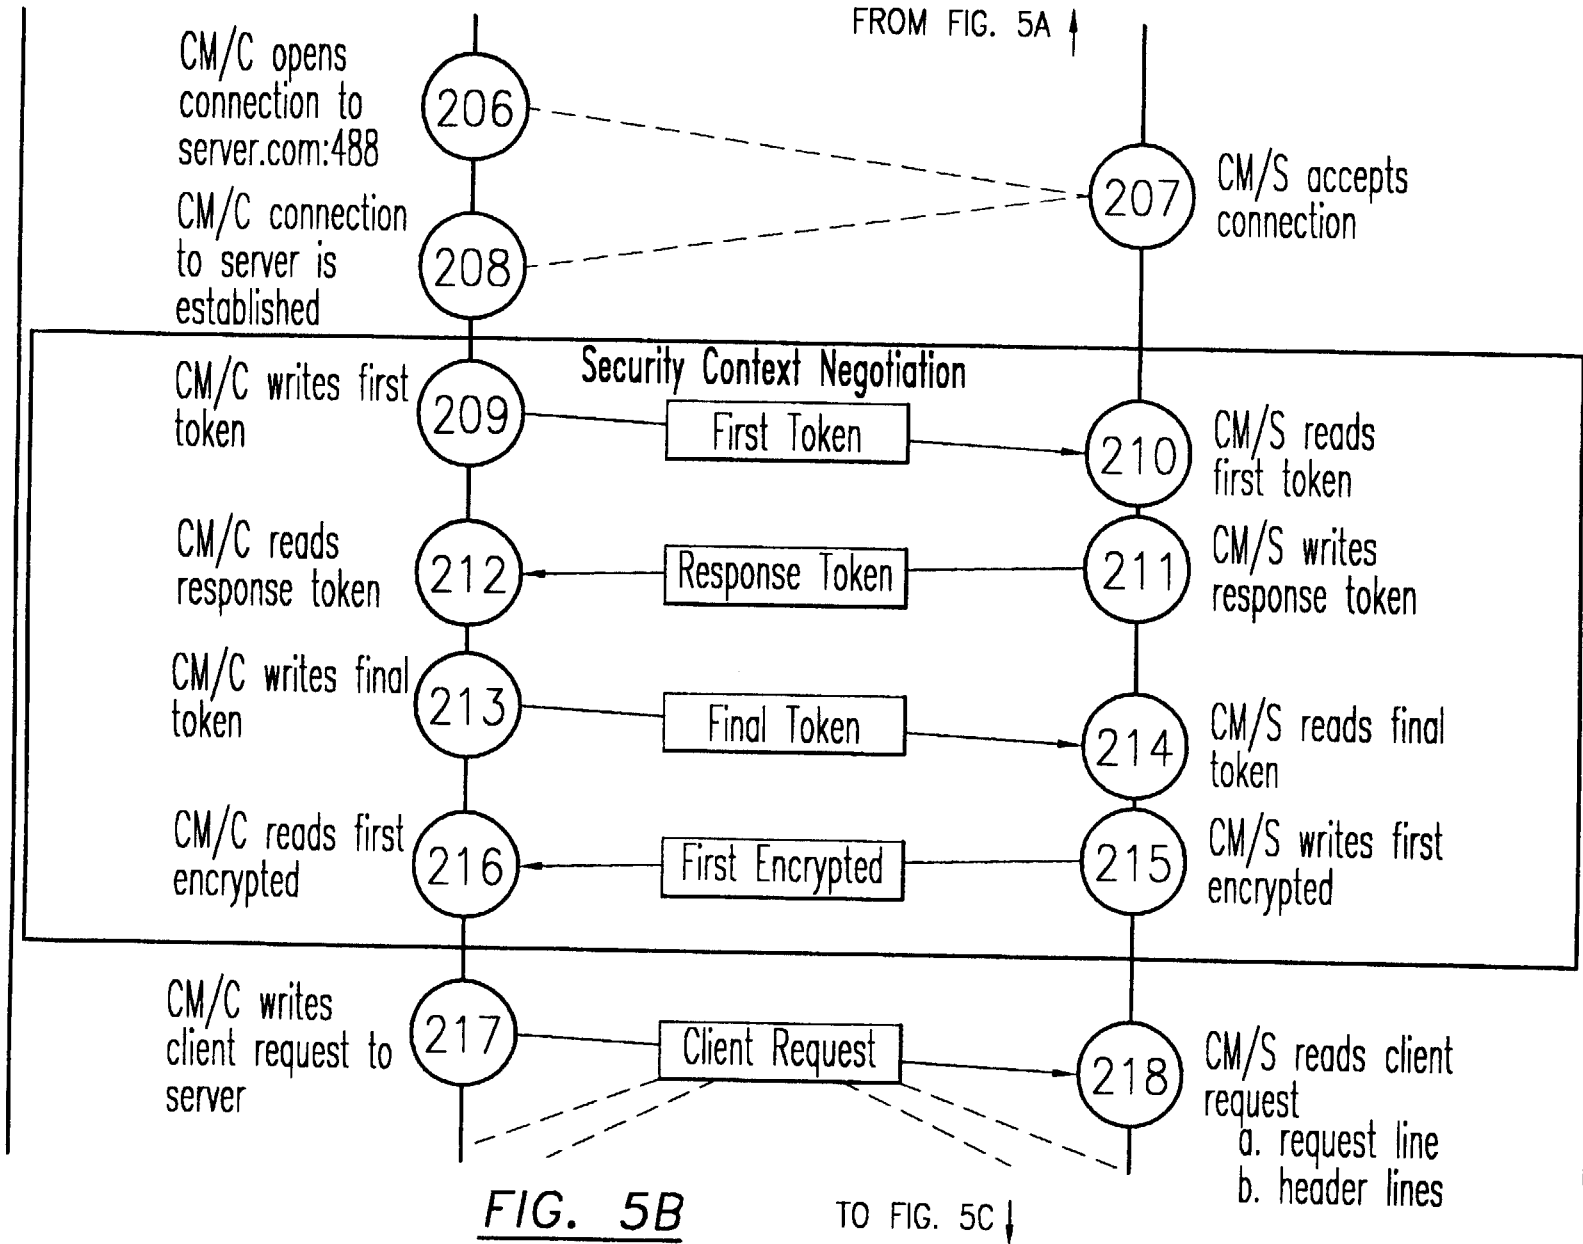 FROM FIG. 5A
CM/C opens
connection to
server.com:488
206
207
CM/S accepts
connection
CM/C connection
to server is
established
208
Security Context Negotiation
CM/C writes first
token
209
First Token
210
CM/S reads
first token
CM/C reads
response token
212
Response Token
211
CM/S writes
response token
CM/C writes final
token
213
Final Token
214
CM/S reads final
token
CM/C reads first
encrypted
216
First Encrypted
215
CM/S writes first
encrypted
CM/C writes
client request to
server
217
Client Request
218
CM/S reads client
request
a. request line
b. header lines
FIG. 5B
TO FIG. 5C